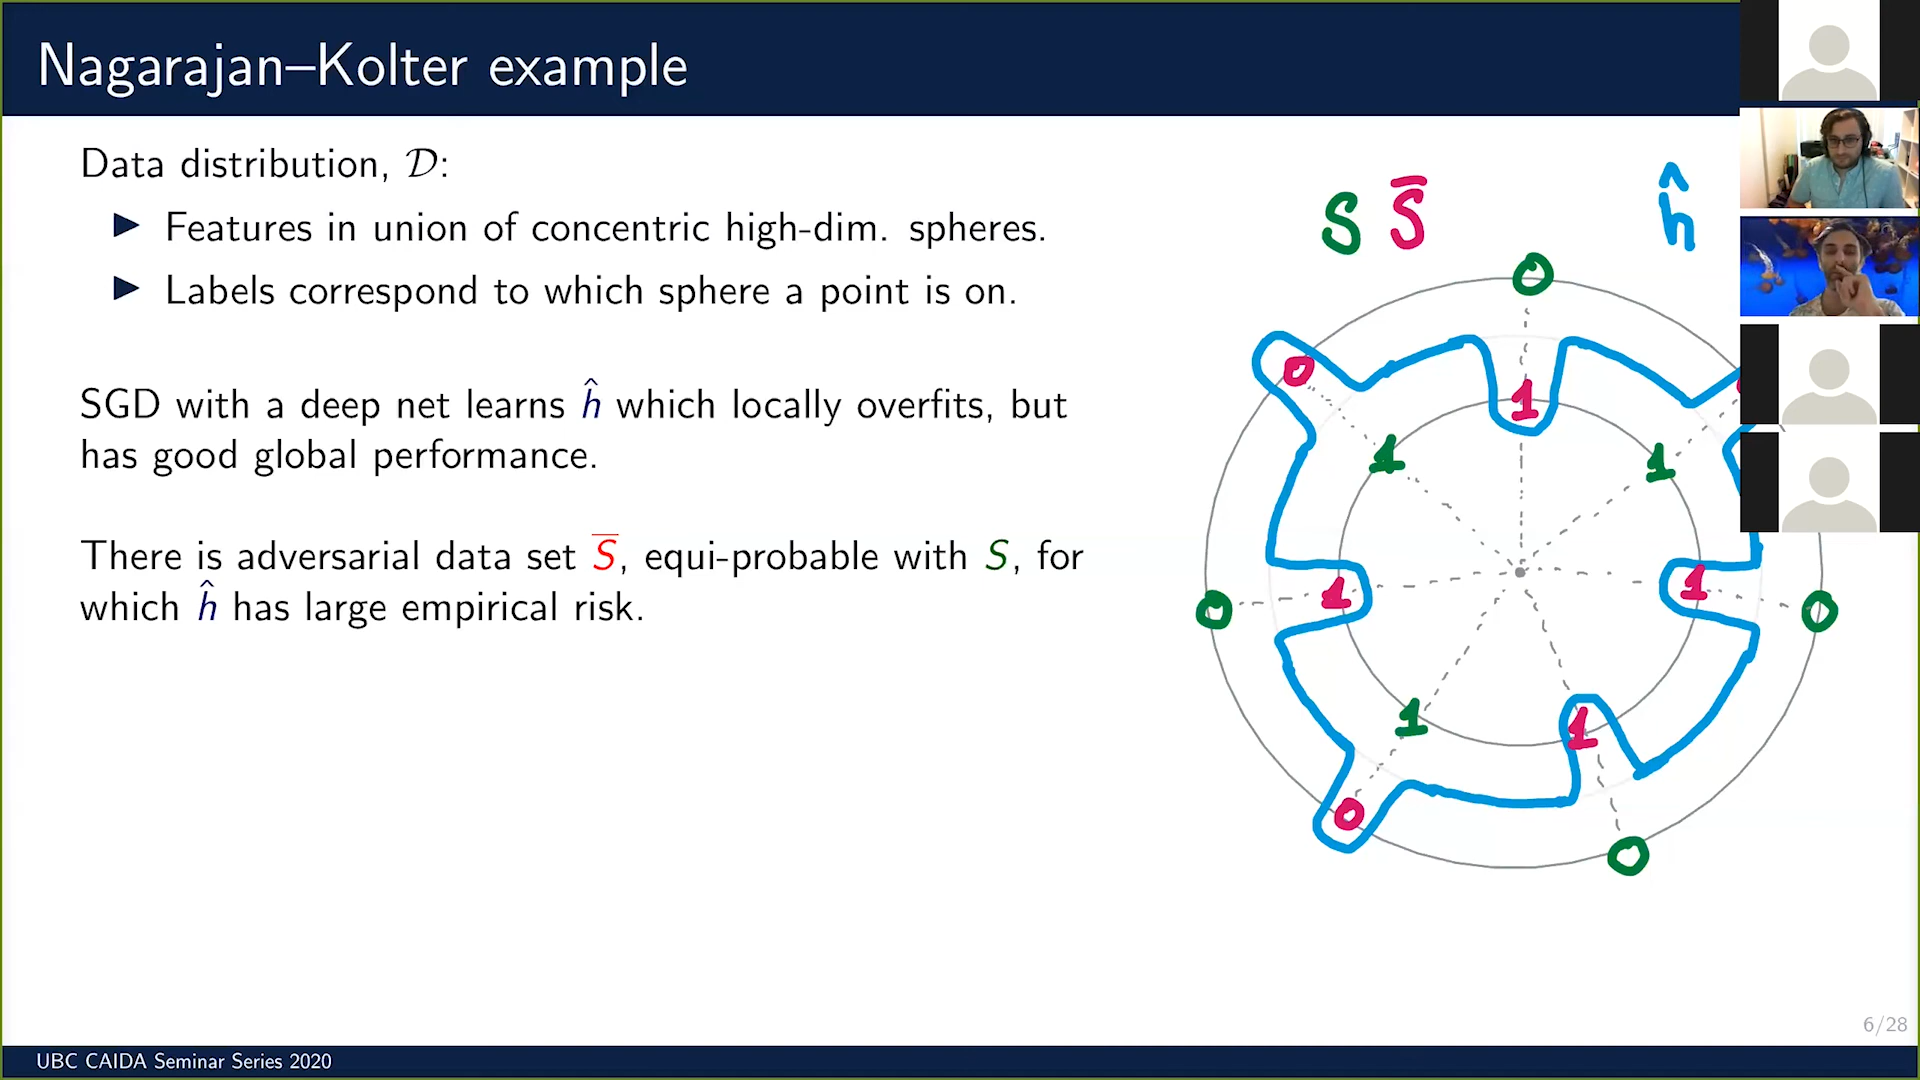 Nagarajan–Kolter example
Data distribution, 𝒟:
▶ Features in union of concentric high-dim. spheres.
▶ Labels correspond to which sphere a point is on.
SGD with a deep net learns ĥ which locally overfits, but
has good global performance.
There is adversarial data set S̅, equi-probable with S, for
which ĥ has large empirical risk.
S S̅ ĥ
0
0
1
1
1
1
1
0
0
1
1
1
0
0
6/28
UBC CAIDA Seminar Series 2020